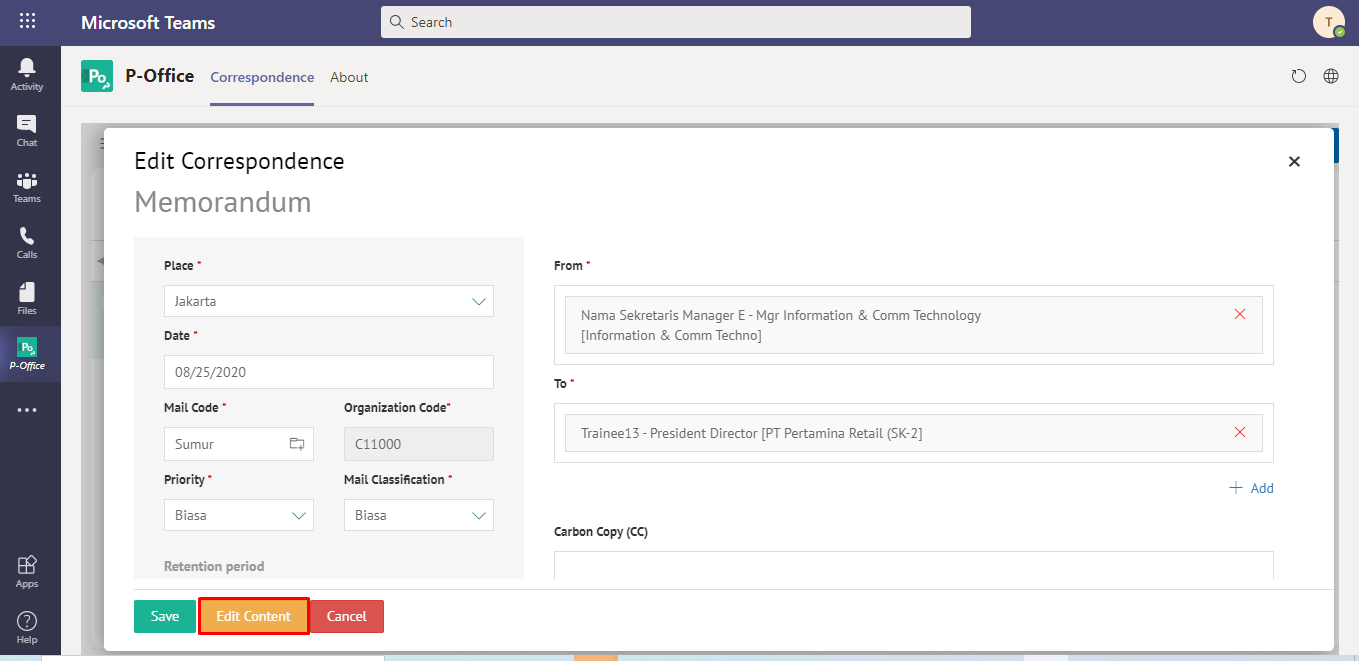 Microsoft Teams
Search
T
Activity
Chat
Teams
Calls
Files
Po
P-Office
Apps
Help
Po
P-Office
Correspondence
About
Edit Correspondence
Memorandum
Place *
Jakarta
Date *
08/25/2020
Mail Code *
Organization Code*
Sumur
C11000
Priority *
Mail Classification *
Biasa
Biasa
Retention period
From *
Nama Sekretaris Manager E - Mgr Information & Comm Technology
[Information & Comm Techno]
To *
Trainee13 - President Director [PT Pertamina Retail (SK-2]
Add
Carbon Copy (CC)
Save
Edit Content
Cancel